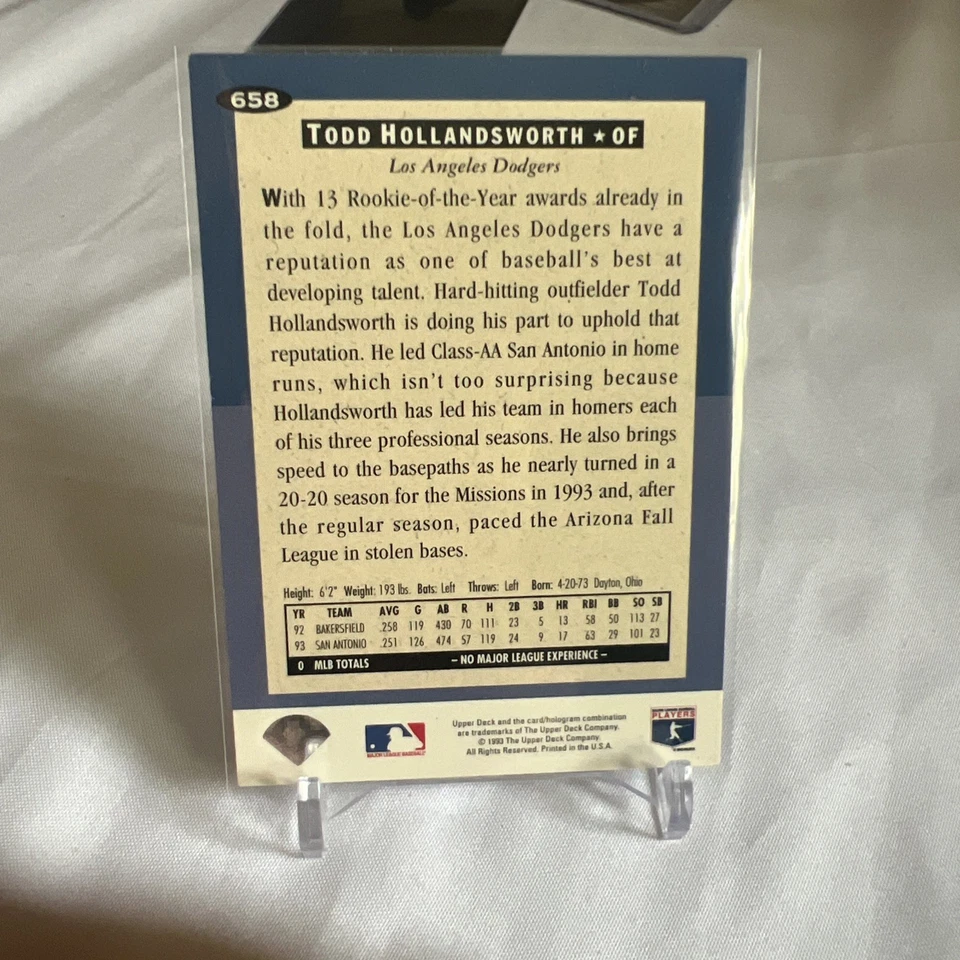 658
TODD HOLLANDSWORTH ★ OF
Los Angeles Dodgers
With 13 Rookie-of-the-Year awards already in
the fold, the Los Angeles Dodgers have a
reputation as one of baseball's best at
developing talent. Hard-hitting outfielder Todd
Hollandsworth is doing his part to uphold that
reputation. He led Class-AA San Antonio in home
runs, which isn't too surprising because
Hollandsworth has led his team in homers each
of his three professional seasons. He also brings
speed to the basepaths as he nearly turned in a
20-20 season for the Missions in 1993 and, after
the regular season, paced the Arizona Fall
League in stolen bases.
Height: 6'2" Weight: 193 lbs. Bats: Left Throws: Left Born: 4-20-73 Dayton, Ohio
YR TEAM AVG G AB R H 2B 3B HR RBI BB SO SB
92 BAKERSFIELD .258 119 430 70 111 23 5 13 58 50 113 27
93 SAN ANTONIO .251 126 474 57 119 24 9 17 63 29 101 23
0 MLB TOTALS – NO MAJOR LEAGUE EXPERIENCE –
Upper Deck and the card/hologram combination
are trademarks of The Upper Deck Company.
© 1993 The Upper Deck Company.
All Rights Reserved. Printed in the U.S.A.
MAJOR LEAGUE BASEBALL
PLAYERS